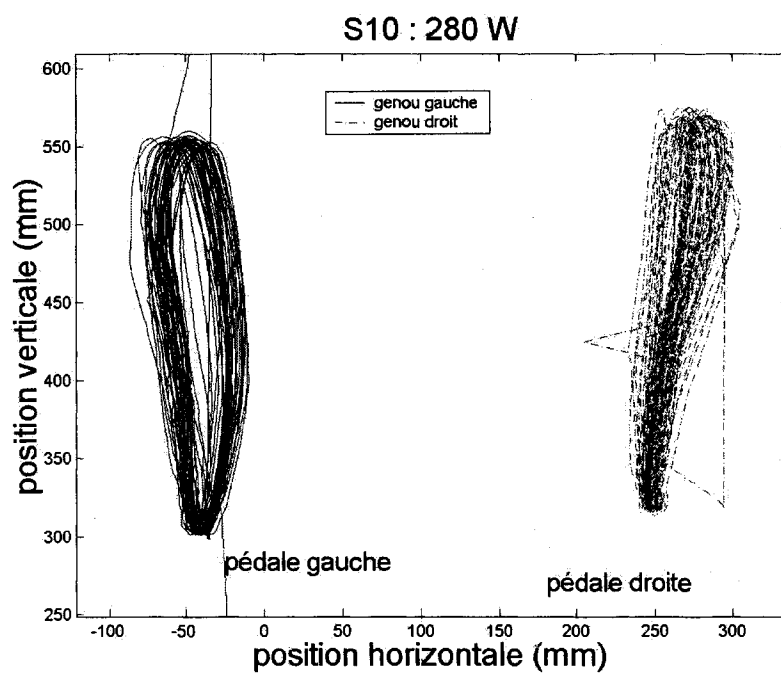 S10 : 280 W
genou gauche
genou droit
position verticale (mm)
600
550
500
450
400
350
300
250
pédale gauche
pédale droite
-100 -50 0 50 100 150 200 250 300
position horizontale (mm)